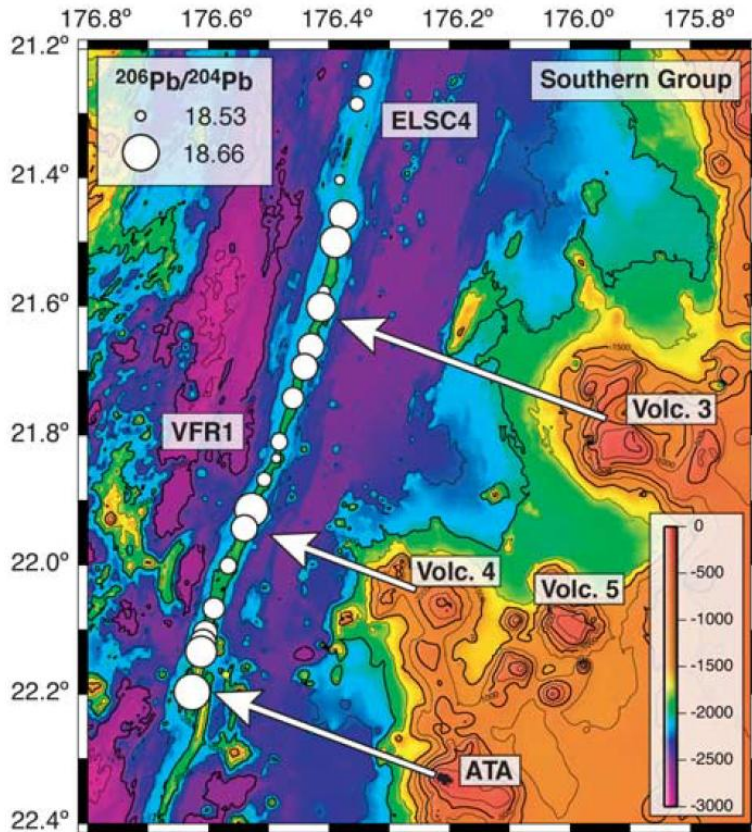 176.8 176.6° 176.4° 176.2° 176.0° 175.8°
21.2°
21.4°
21.6°
21.8°
22.0°
22.2°
22.4°
²⁰⁶Pb/²⁰⁴Pb
18.53
18.66
Southern Group
ELSC4
VFR1
Volc. 3
Volc. 4
Volc. 5
ATA
1500
0
-500
-1000
-1500
-2000
-2500
-3000